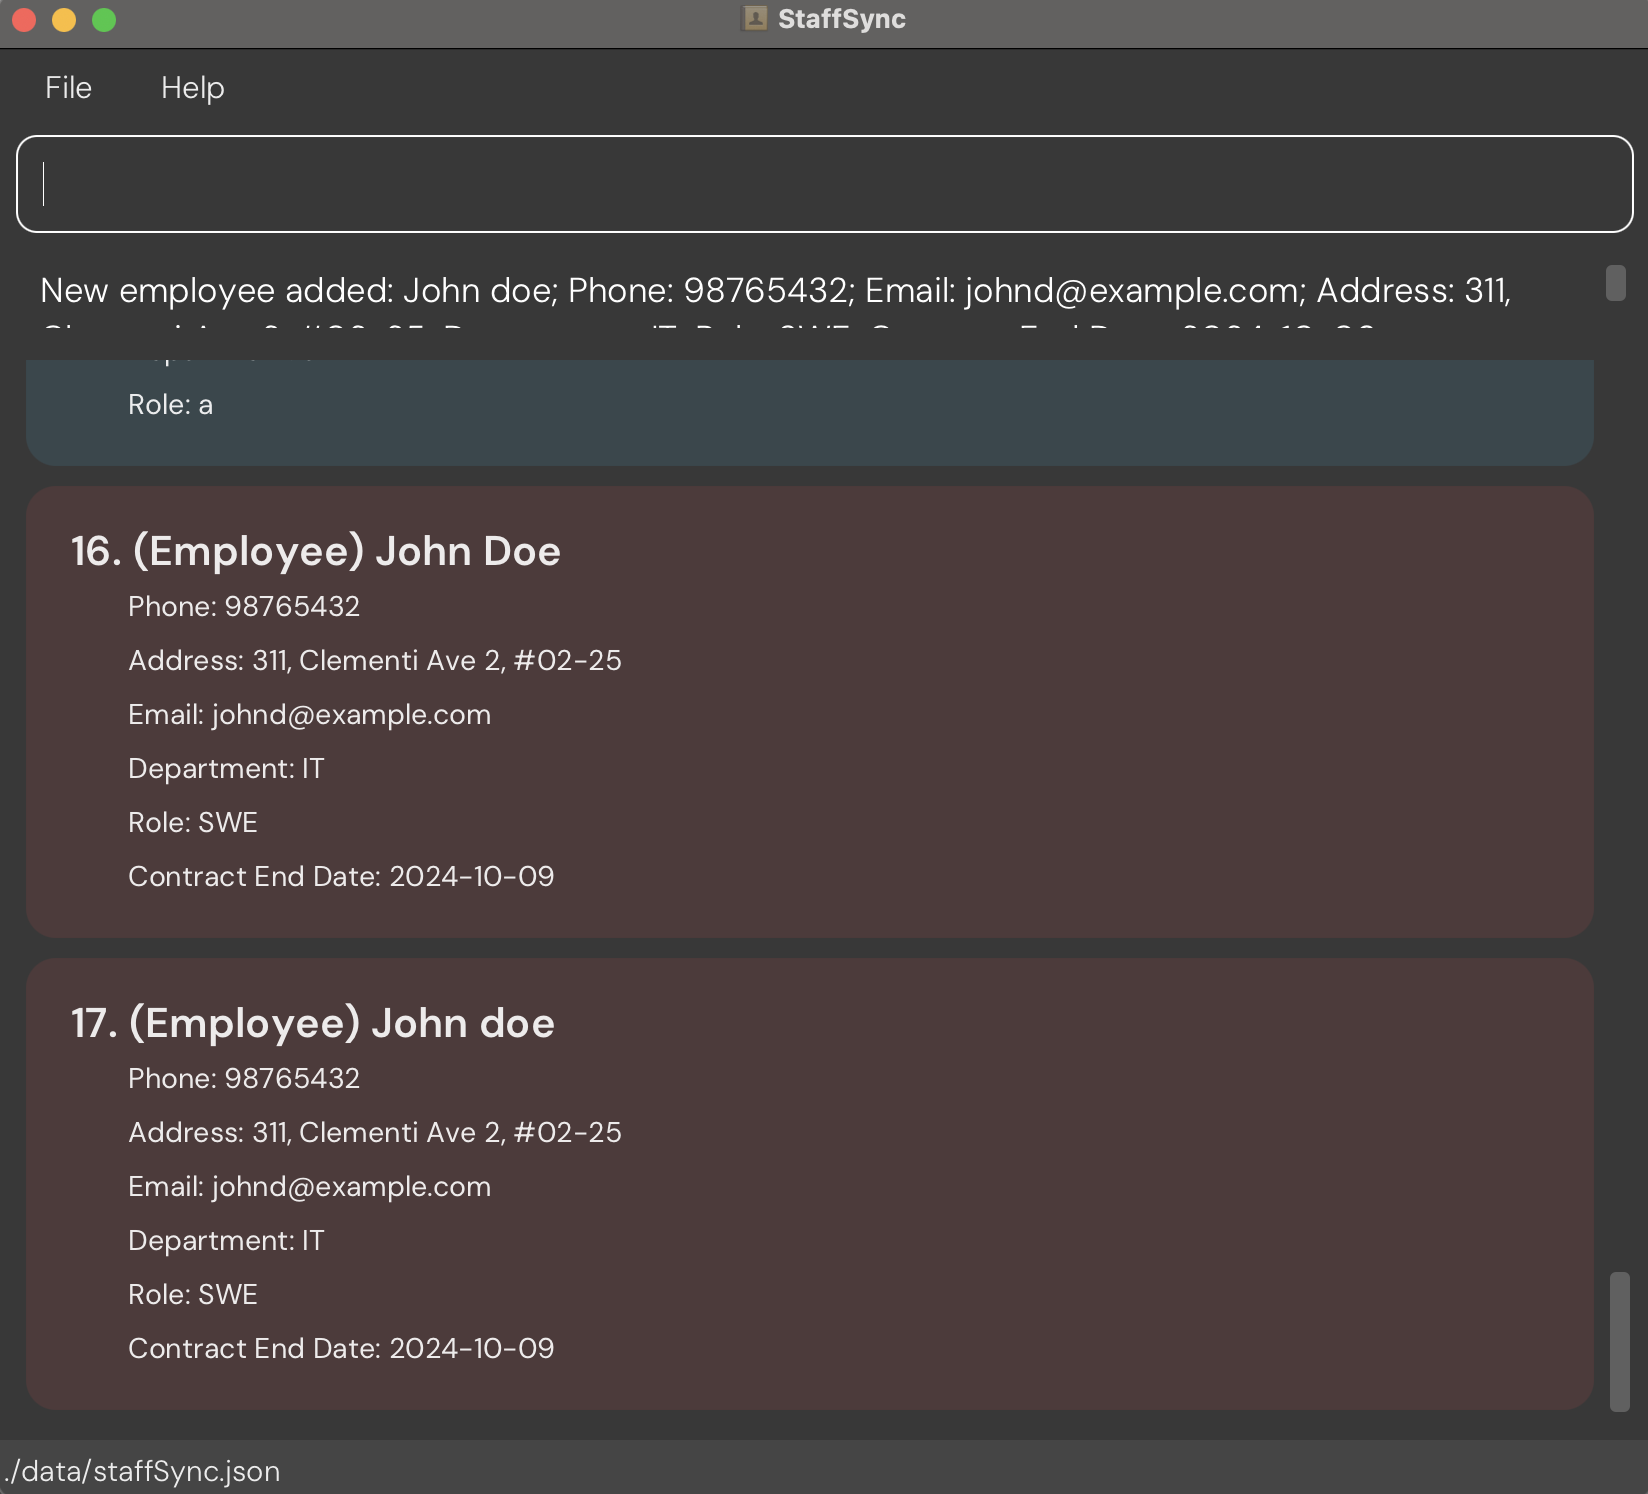 StaffSync
File Help
New employee added: John doe; Phone: 98765432; Email: johnd@example.com; Address: 311,
Role: a
16. (Employee) John Doe
Phone: 98765432
Address: 311, Clementi Ave 2, #02-25
Email: johnd@example.com
Department: IT
Role: SWE
Contract End Date: 2024-10-09
17. (Employee) John doe
Phone: 98765432
Address: 311, Clementi Ave 2, #02-25
Email: johnd@example.com
Department: IT
Role: SWE
Contract End Date: 2024-10-09
./data/staffSync.json